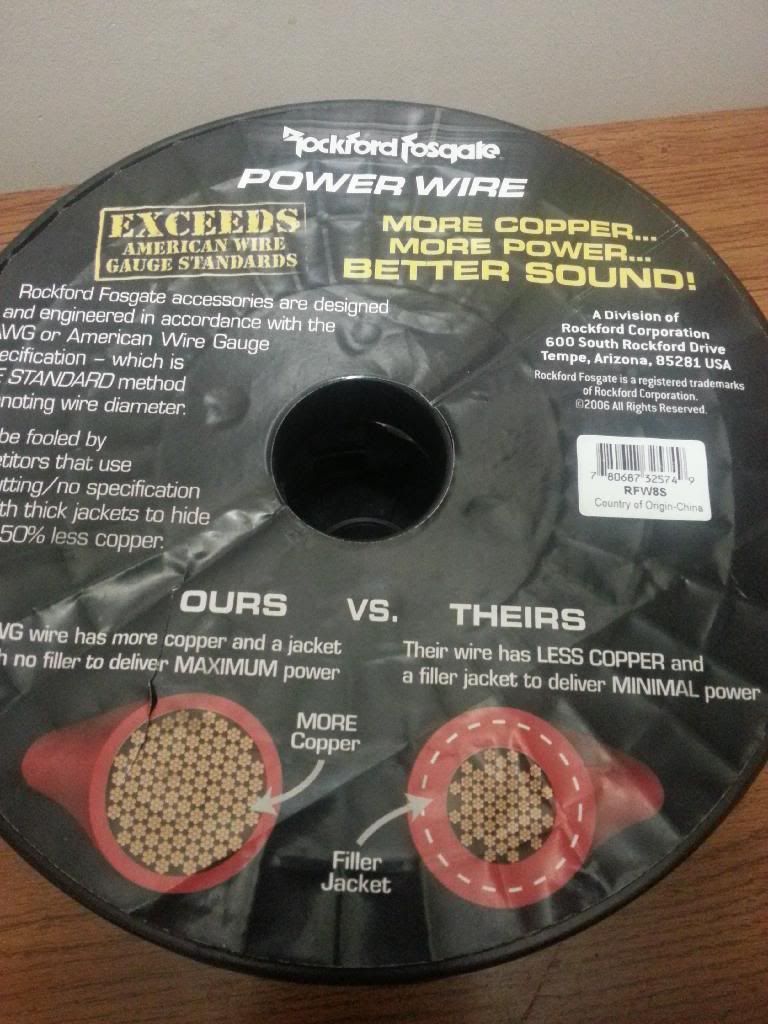 Rockford Fosgate
POWER WIRE
EXCEEDS
AMERICAN WIRE
GAUGE STANDARDS
MORE COPPER...
MORE POWER...
BETTER SOUND!
Rockford Fosgate accessories are designed
and engineered in accordance with the
or American Wire Gauge
– which is
STANDARD method
wire diameter.
be fooled by
that use
specification
thick jackets to hide
50% less copper.
A Division of
Rockford Corporation
600 South Rockford Drive
Tempe, Arizona, 85281 USA
Rockford Fosgate is a registered trademarks
of Rockford Corporation.
©2006 All Rights Reserved.
7 80687 32574 9
RFW8S
Country of Origin-China
OURS VS. THEIRS
wire has more copper and a jacket
no filler to deliver MAXIMUM power
Their wire has LESS COPPER and
a filler jacket to deliver MINIMAL power
MORE
Copper
Filler
Jacket